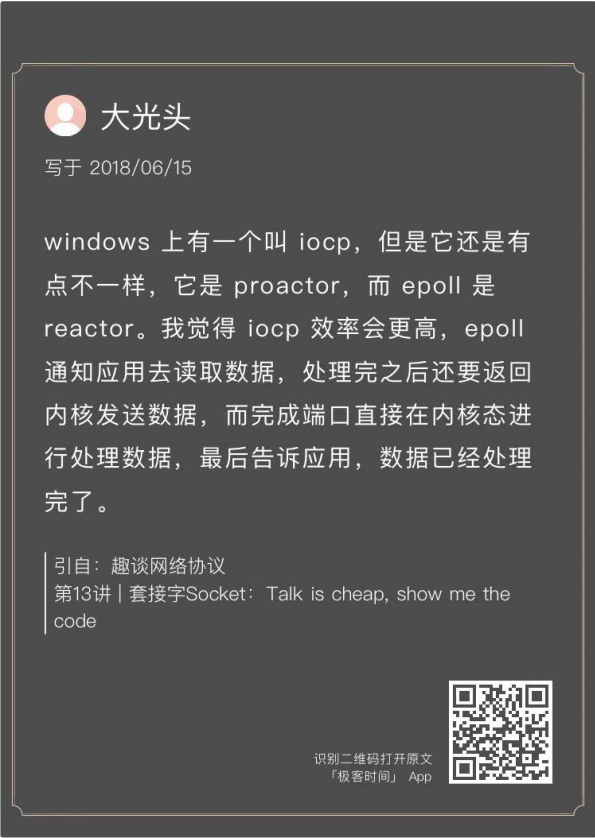 大光头
写于 2018/06/15
windows 上有一个叫 iocp，但是它还是有
点不一样，它是 proactor，而 epoll 是
reactor。我觉得 iocp 效率会更高，epoll
通知应用去读取数据，处理完之后还要返回
内核发送数据，而完成端口直接在内核态进
行处理数据，最后告诉应用，数据已经处理
完了。
引自：趣谈网络协议
第13讲 | 套接字Socket：Talk is cheap, show me the
code
识别二维码打开原文
「极客时间」 App